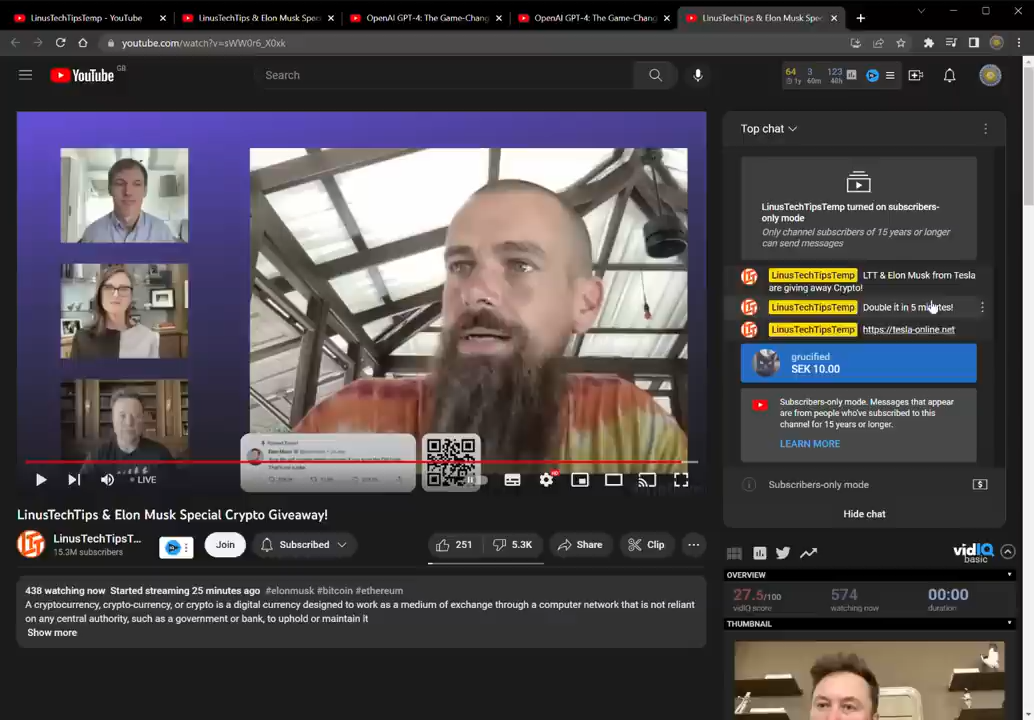 LinusTechTipsTemp - YouTube
LinusTechTips & Elon Musk Speci
OpenAI GPT-4: The Game-Chang
OpenAI GPT-4: The Game-Chang
LinusTechTips & Elon Musk Spec
youtube.com/watch?v=sWW0r6_X0xk
YouTube GB
Search
64 3 123
1y 60m 48h
Top chat
LinusTechTipsTemp turned on subscribers-
only mode
Only channel subscribers of 15 years or longer
can send messages
LinusTechTipsTemp LTT & Elon Musk from Tesla
are giving away Crypto!
LinusTechTipsTemp Double it in 5 minutes!
LinusTechTipsTemp https://tesla-online.net
grucified
SEK 10.00
Subscribers-only mode. Messages that appear
are from people who've subscribed to this
channel for 15 years or longer.
LEARN MORE
Subscribers-only mode
Hide chat
LIVE
HD
LinusTechTips & Elon Musk Special Crypto Giveaway!
LinusTechTipsT...
15.3M subscribers
Join
Subscribed
251
5.3K
Share
Clip
438 watching now Started streaming 25 minutes ago #elonmusk #bitcoin #ethereum
A cryptocurrency, crypto-currency, or crypto is a digital currency designed to work as a medium of exchange through a computer network that is not reliant
on any central authority, such as a government or bank, to uphold or maintain it
Show more
vidIQ
basic
OVERVIEW
27.5/100
vidIQ score
574
watching now
00:00
duration
THUMBNAIL